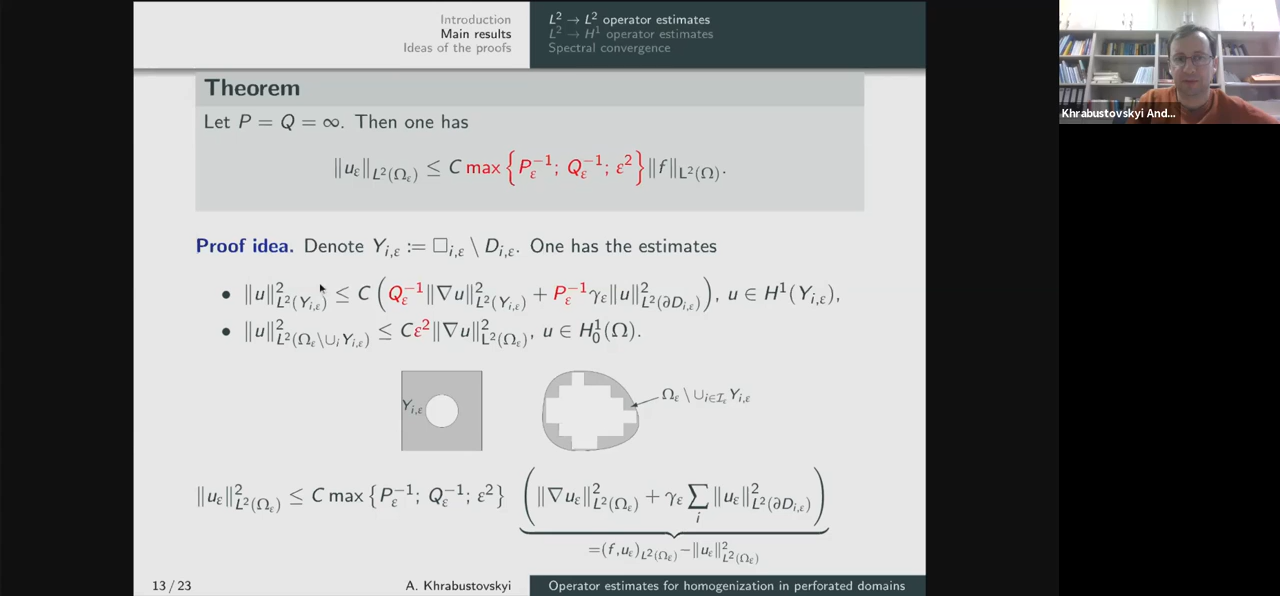 Introduction
Main results
Ideas of the proofs
L² → L² operator estimates
L² → H¹ operator estimates
Spectral convergence
Theorem
Let P = Q = ∞. Then one has
‖u_ε‖_{L²(Ω_ε)} ≤ C max{P_ε^{-1}; Q_ε^{-1}; ε²}‖f‖_{L²(Ω)}.
Proof idea. Denote Y_{i,ε} := □_{i,ε} \ D_{i,ε}. One has the estimates
• ‖u‖²_{L²(Y_{i,ε})} ≤ C(Q_ε^{-1}‖∇u‖²_{L²(Y_{i,ε})} + P_ε^{-1}γ_ε‖u‖²_{L²(∂D_{i,ε})}), u ∈ H¹(Y_{i,ε}),
• ‖u‖²_{L²(Ω_ε\∪_i Y_{i,ε})} ≤ Cε²‖∇u‖²_{L²(Ω_ε)}, u ∈ H¹_0(Ω).
Y_{i,ε}
Ω_ε \ ∪_{i∈I_ε} Y_{i,ε}
‖u_ε‖²_{L²(Ω_ε)} ≤ C max{P_ε^{-1}; Q_ε^{-1}; ε²} (‖∇u_ε‖²_{L²(Ω_ε)} + γ_ε ∑_i ‖u_ε‖²_{L²(∂D_{i,ε})})
=(f,u_ε)_{L²(Ω_ε)}−‖u_ε‖²_{L²(Ω_ε)}
13 / 23
A. Khrabustovskyi
Operator estimates for homogenization in perforated domains
Khrabustovskyi And...